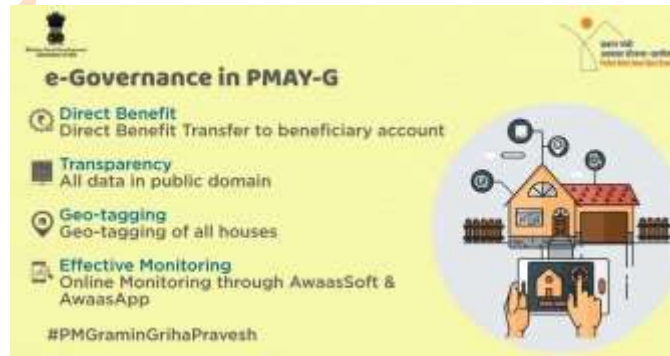 e-Governance in PMAY-G
Direct Benefit
Direct Benefit Transfer to beneficiary account
Transparency
All data in public domain
Geo-tagging
Geo-tagging of all houses
Effective Monitoring
Online Monitoring through AwaasSoft &
AwaasApp
#PMGraminGrihaPravesh